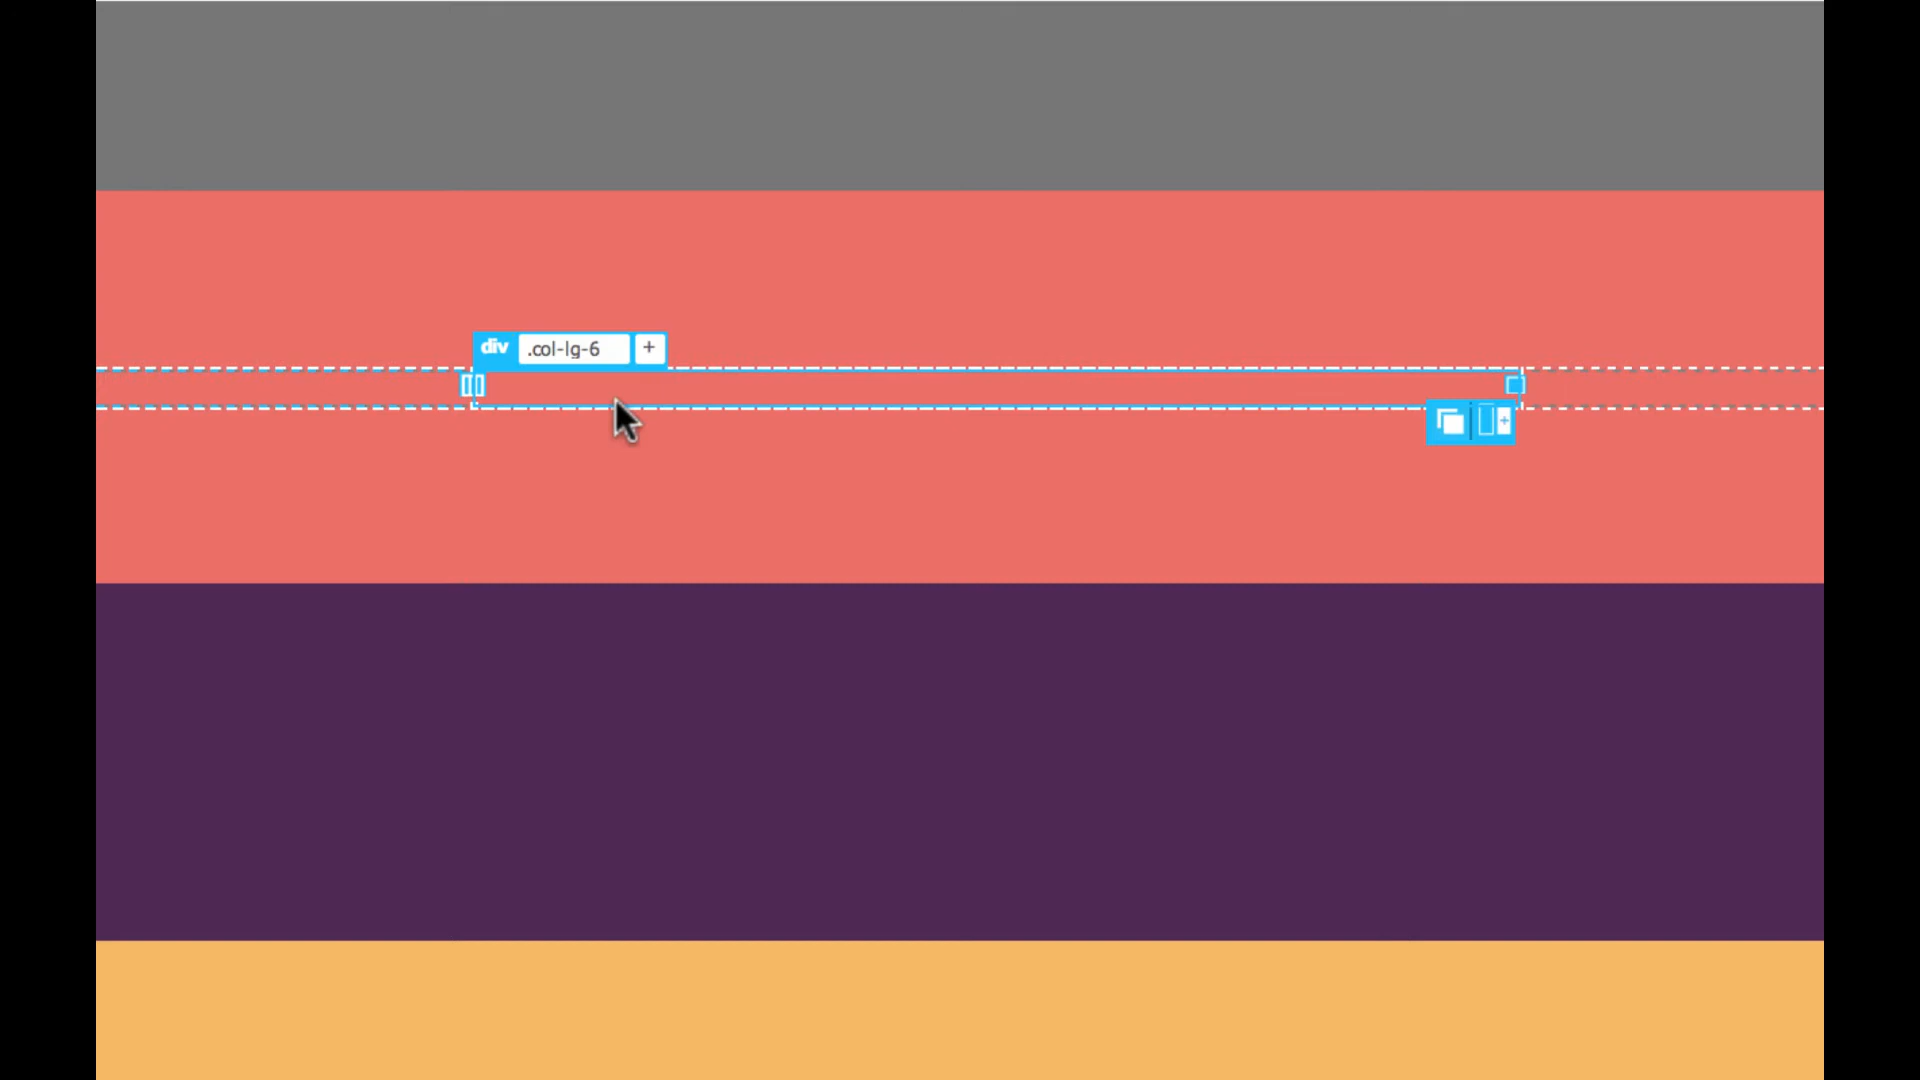 div .col-lg-6 +
+